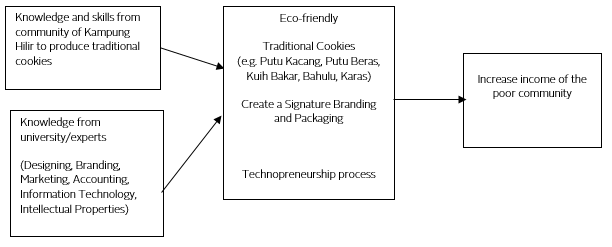 Knowledge and skills from
community of Kampung
Hilir to produce traditional
cookies
Knowledge from
university/experts
(Designing, Branding,
Marketing, Accounting,
Information Technology,
Intellectual Properties)
Eco-friendly
Traditional Cookies
(e.g. Putu Kacang, Putu Beras,
Kuih Bakar, Bahulu, Karas)
Create a Signature Branding
and Packaging
Technopreneurship process
Increase income of the
poor community